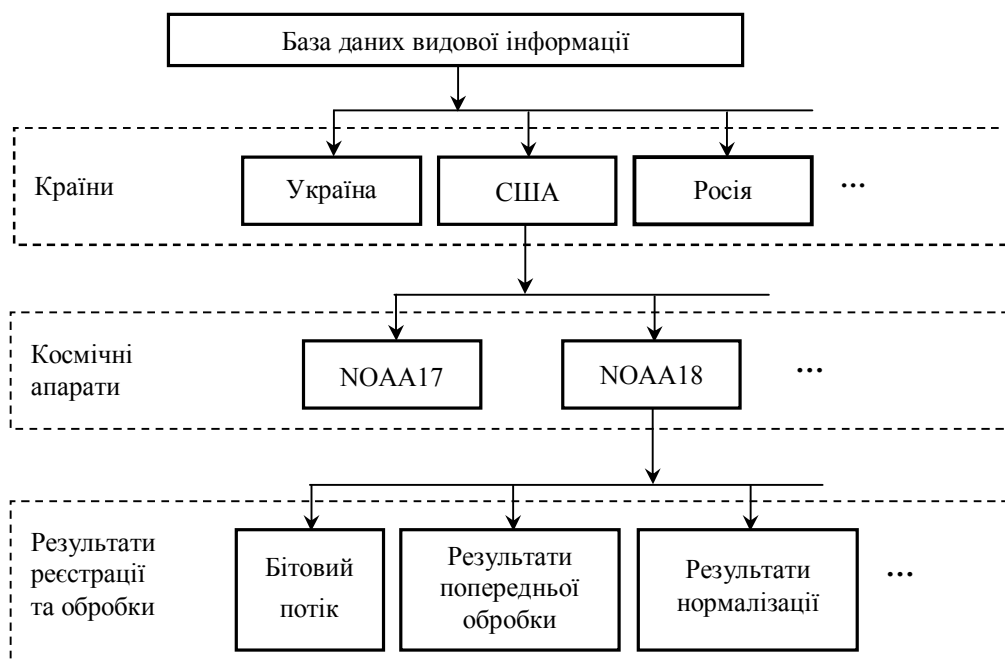 База даних видової інформації
Країни
Україна
США
Росія
...
Космічні
апарати
NOAA17
NOAA18
...
Результати
реєстрації
та обробки
Бітовий
потік
Результати
попередньої
обробки
Результати
нормалізації
...